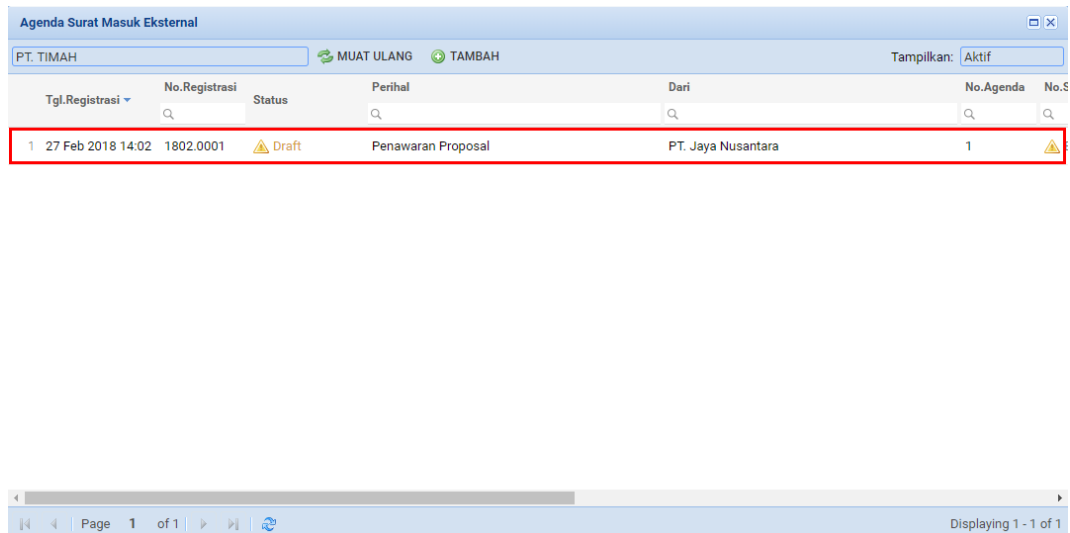 Agenda Surat Masuk Eksternal
PT. TIMAH MUAT ULANG TAMBAH Tampilkan: Aktif
Tgl.Registrasi No.Registrasi Status Perihal Dari No.Agenda
1 27 Feb 2018 14:02 1802.0001 Draft Penawaran Proposal PT. Jaya Nusantara 1
Page 1 of 1 Displaying 1 - 1 of 1